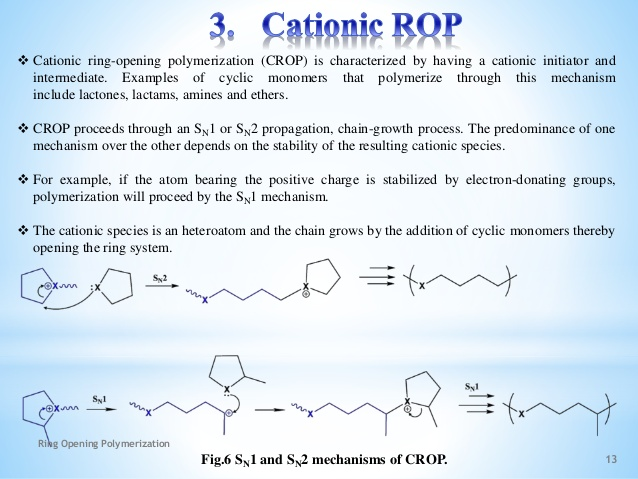 3. Cationic ROP
❖ Cationic ring-opening polymerization (CROP) is characterized by having a cationic initiator and
intermediate. Examples of cyclic monomers that polymerize through this mechanism
include lactones, lactams, amines and ethers.
❖ CROP proceeds through an SN1 or SN2 propagation, chain-growth process. The predominance of one
mechanism over the other depends on the stability of the resulting cationic species.
❖ For example, if the atom bearing the positive charge is stabilized by electron-donating groups,
polymerization will proceed by the SN1 mechanism.
❖ The cationic species is an heteroatom and the chain grows by the addition of cyclic monomers thereby
opening the ring system.
⊕X :X SN2 X X ⊕ X
X
⊕X SN1 X ⊕ X X ⊕ SN1 X
Ring Opening Polymerization
Fig.6 SN1 and SN2 mechanisms of CROP.
13